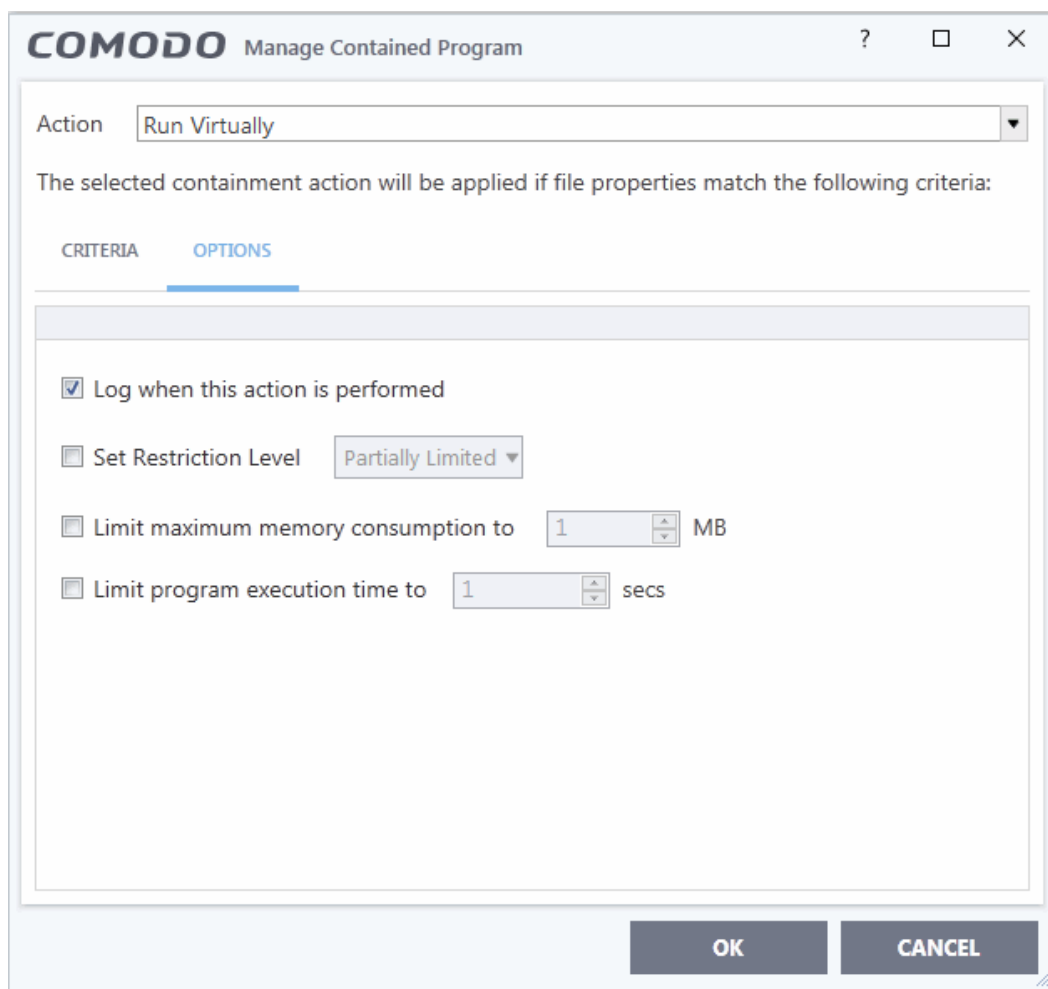 COMODO Manage Contained Program ?
Action Run Virtually
The selected containment action will be applied if file properties match the following criteria:
CRITERIA OPTIONS
Log when this action is performed
Set Restriction Level Partially Limited
Limit maximum memory consumption to 1 MB
Limit program execution time to 1 secs
OK CANCEL